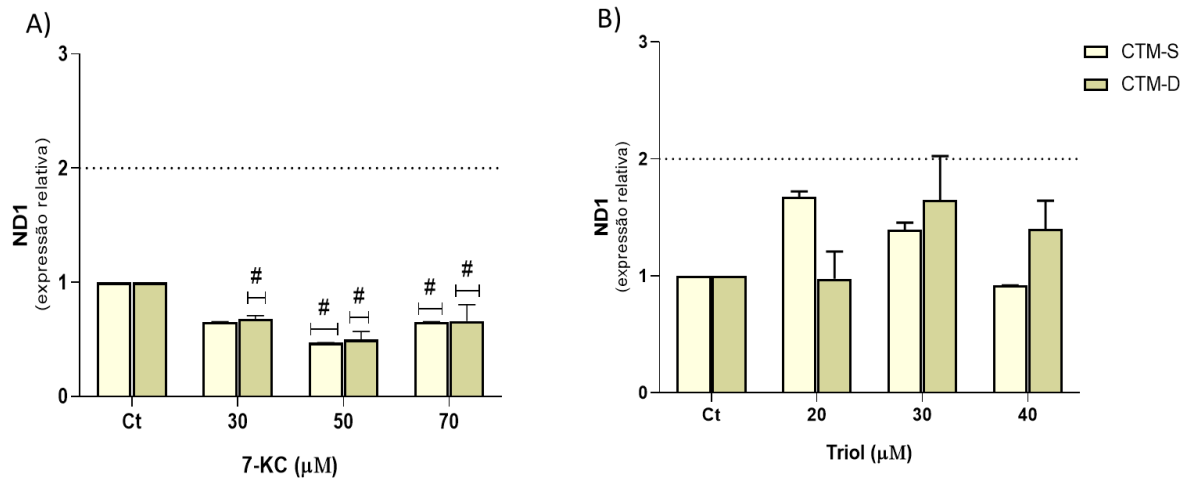 A)
3
2
1
0
ND1
(expressão relativa)
#
#
#
#
#
Ct
30
50
70
7-KC (μM)
B)
3
2
1
0
ND1
(expressão relativa)
Ct
20
30
40
Triol (μM)
CTM-S
CTM-D